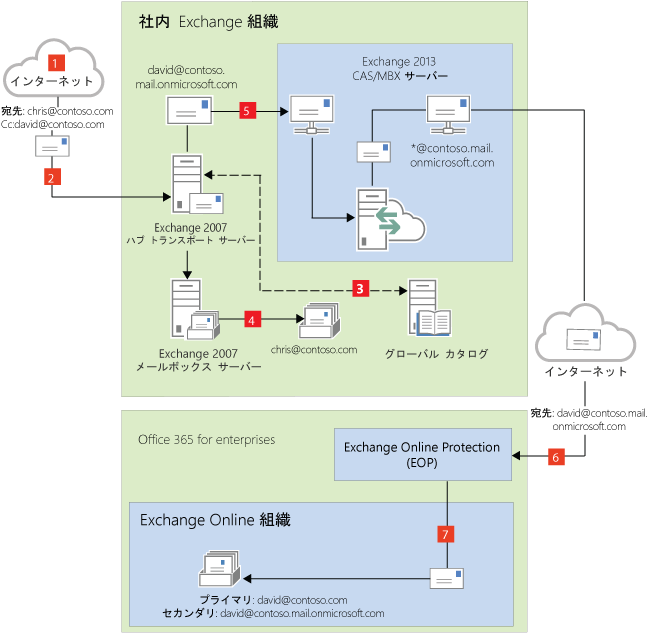 社内 Exchange 組織
1
インターネット
宛先: chris@contoso.com
Cc:david@contoso.com
2
david@contoso.
mail.onmicrosoft.com
5
Exchange 2013
CAS/MBX サーバー
*@contoso.mail.
onmicrosoft.com
Exchange 2007
ハブ トランスポート サーバー
3
4
Exchange 2007
メールボックス サーバー
chris@contoso.com
グローバル カタログ
インターネット
宛先: david@contoso.mail.
onmicrosoft.com
6
Office 365 for enterprises
Exchange Online Protection
(EOP)
7
Exchange Online 組織
プライマリ: david@contoso.com
セカンダリ: david@contoso.mail.onmicrosoft.com